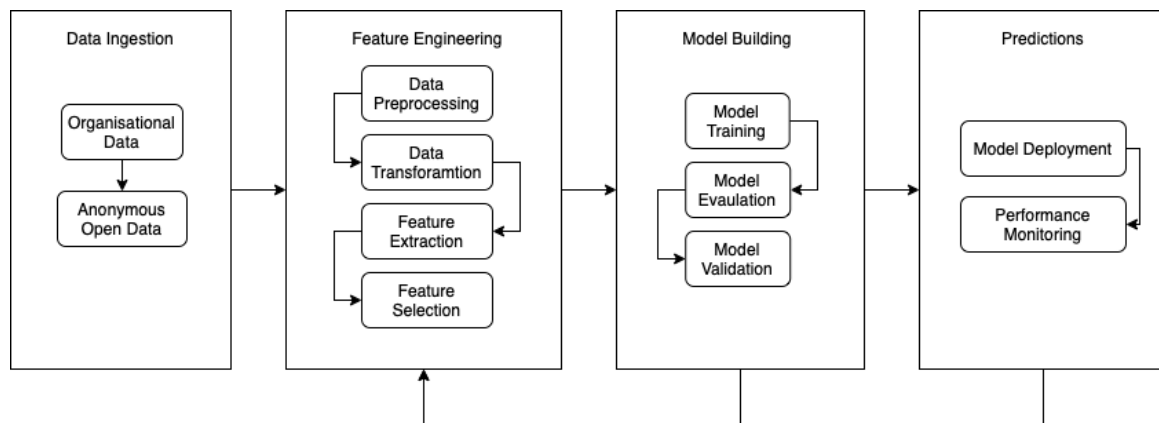 Data Ingestion
Organisational
Data
Anonymous
Open Data
Feature Engineering
Data
Preprocessing
Data
Transforamtion
Feature
Extraction
Feature
Selection
Model Building
Model
Training
Model
Evaulation
Model
Validation
Predictions
Model Deployment
Performance
Monitoring